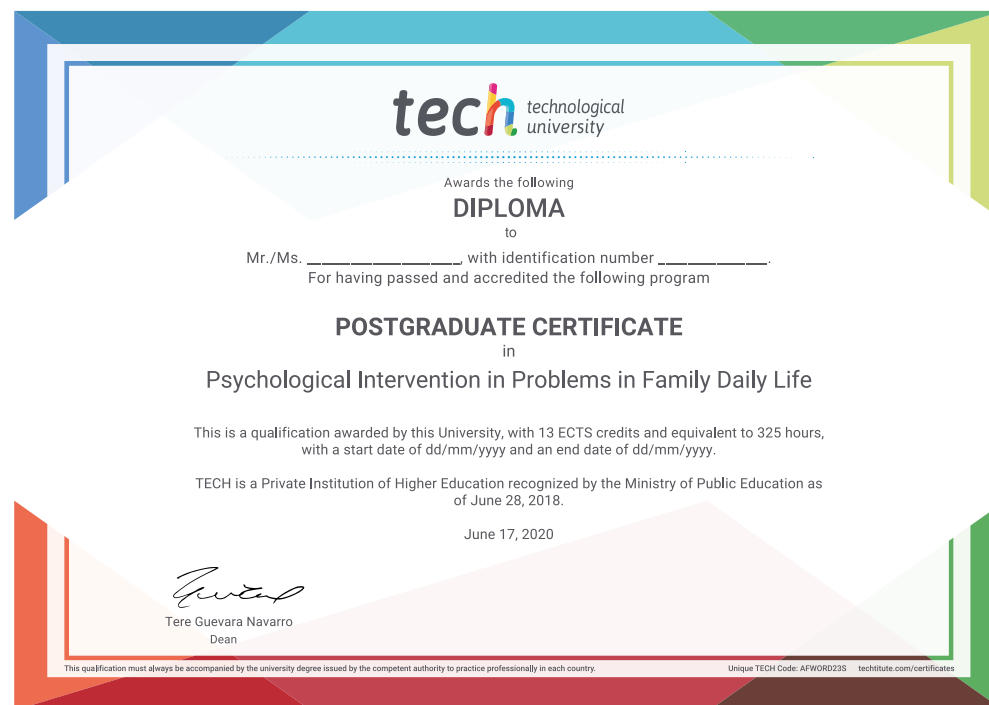 tech technological
university
Awards the following
DIPLOMA
to
Mr./Ms. ____________________, with identification number ______________.
For having passed and accredited the following program
POSTGRADUATE CERTIFICATE
in
Psychological Intervention in Problems in Family Daily Life
This is a qualification awarded by this University, with 13 ECTS credits and equivalent to 325 hours,
with a start date of dd/mm/yyyy and an end date of dd/mm/yyyy.
TECH is a Private Institution of Higher Education recognized by the Ministry of Public Education as
of June 28, 2018.
June 17, 2020
Tere Guevara Navarro
Dean
This qualification must always be accompanied by the university degree issued by the competent authority to practice professionally in each country.
Unique TECH Code: AFWORD23S techtitute.com/certificates